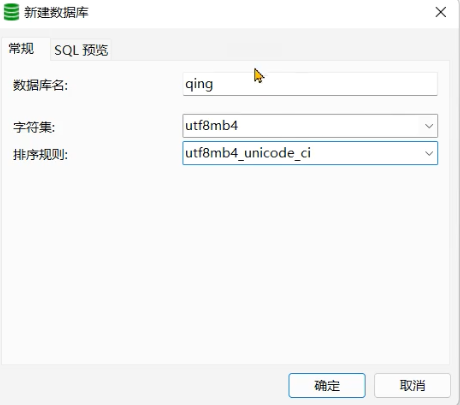 新建数据库
常规 SQL 预览
数据库名: qing
字符集: utf8mb4
排序规则: utf8mb4_unicode_ci
确定 取消